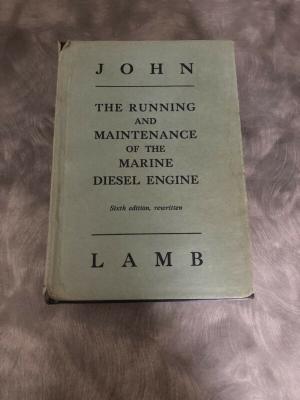 JOHN
THE RUNNING
AND
MAINTENANCE
OF THE
MARINE
DIESEL ENGINE
Sixth edition, rewritten
LAMB